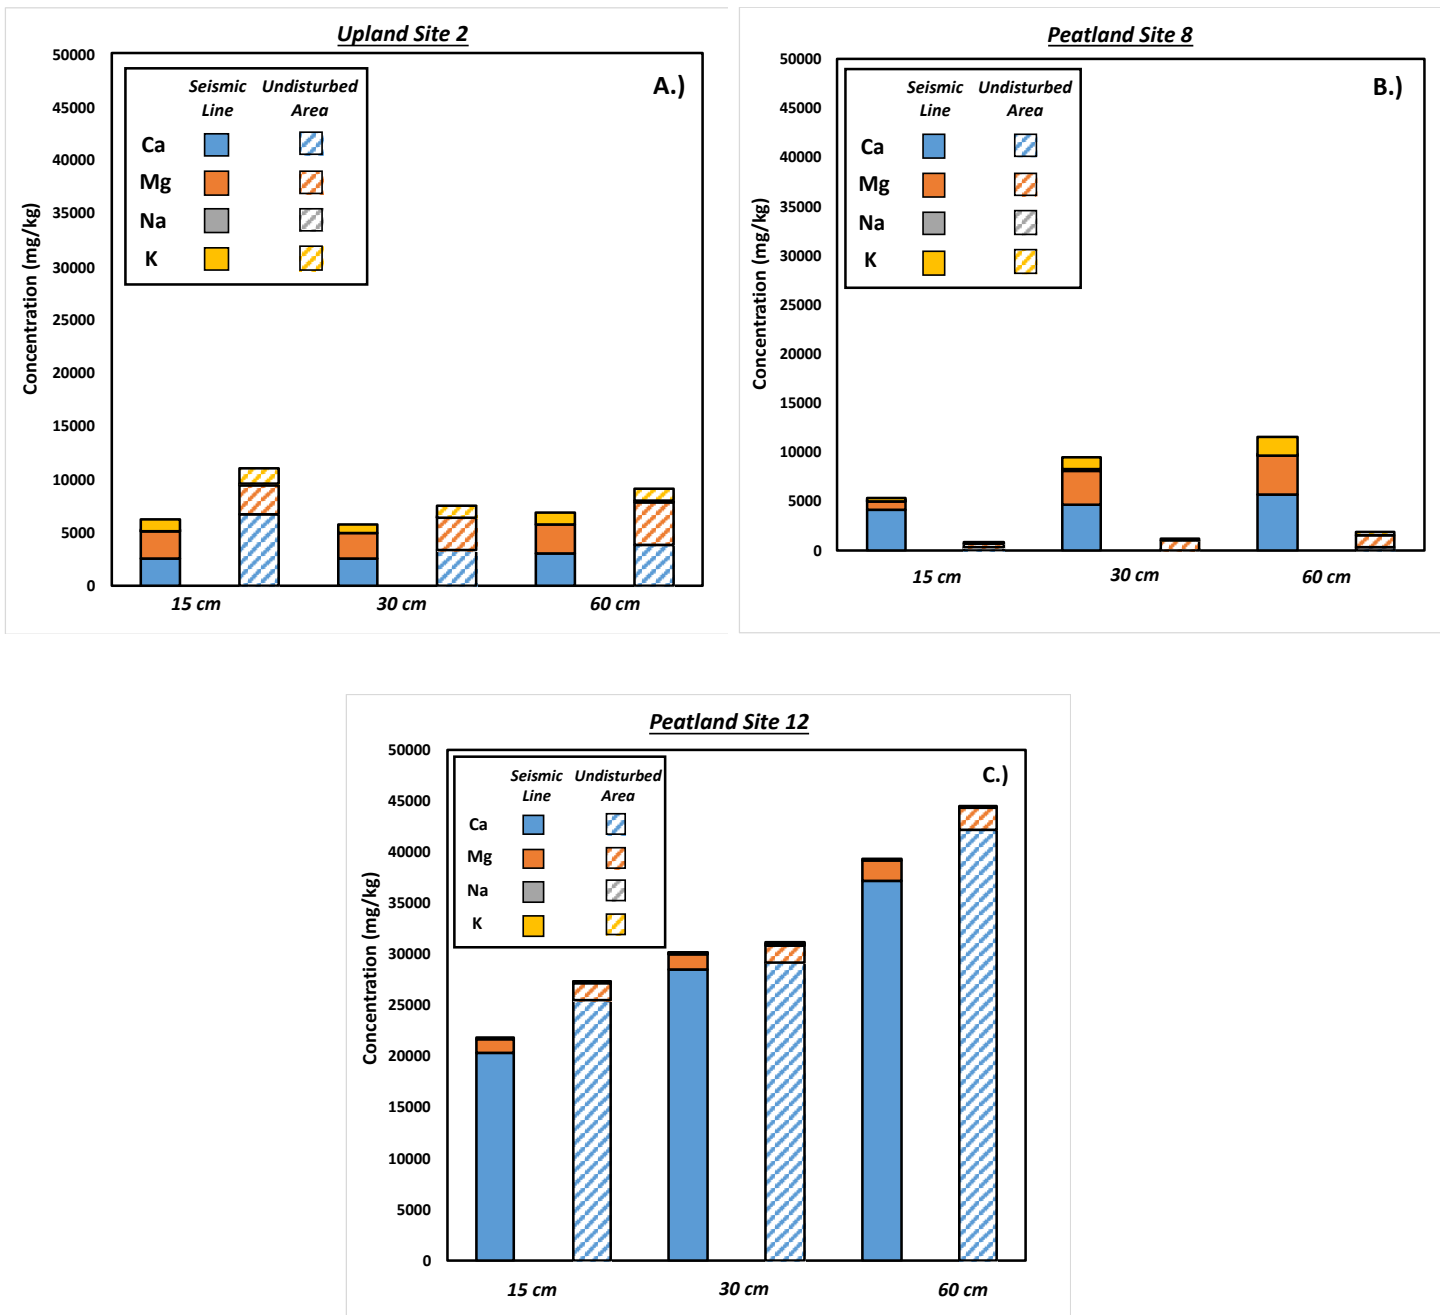 Upland Site 2
A.)
Seismic Line
Undisturbed Area
Ca
Mg
Na
K
Concentration (mg/kg)
50000
45000
40000
35000
30000
25000
20000
15000
10000
5000
0
15 cm
30 cm
60 cm
Peatland Site 8
B.)
Seismic Line
Undisturbed Area
Ca
Mg
Na
K
Concentration (mg/kg)
50000
45000
40000
35000
30000
25000
20000
15000
10000
5000
0
15 cm
30 cm
60 cm
Peatland Site 12
C.)
Seismic Line
Undisturbed Area
Ca
Mg
Na
K
Concentration (mg/kg)
50000
45000
40000
35000
30000
25000
20000
15000
10000
5000
0
15 cm
30 cm
60 cm